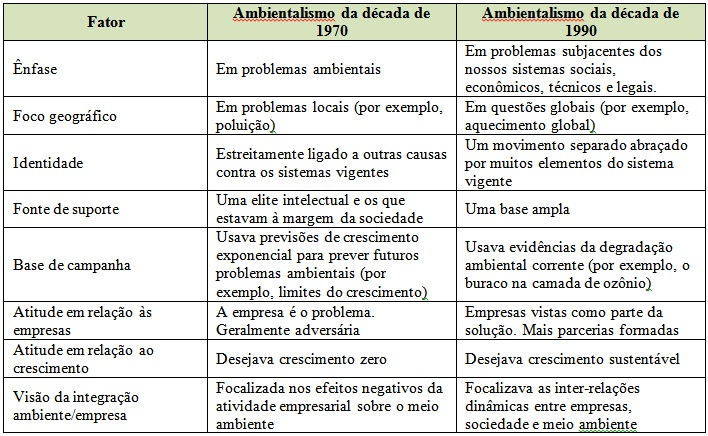 Fator
Ambientalismo da década de
1970
Ambientalismo da década de
1990
Ênfase
Em problemas ambientais
Em problemas subjacentes dos
nossos sistemas sociais,
econômicos, técnicos e legais.
Foco geográfico
Em problemas locais (por exemplo,
poluição)
Em questões globais (por exemplo,
aquecimento global)
Identidade
Estreitamente ligado a outras causas
contra os sistemas vigentes
Um movimento separado abraçado
por muitos elementos do sistema
vigente
Fonte de suporte
Uma elite intelectual e os que
estavam à margem da sociedade
Uma base ampla
Base de campanha
Usava previsões de crescimento
exponencial para prever futuros
problemas ambientais (por
exemplo, limites do crescimento)
Usava evidências da degradação
ambiental corrente (por exemplo, o
buraco na camada de ozônio)
Atitude em relação às
empresas
A empresa é o problema.
Geralmente adversária
Empresas vistas como parte da
solução. Mais parcerias formadas
Atitude em relação ao
crescimento
Desejava crescimento zero
Desejava crescimento sustentável
Visão da integração
ambiente/empresa
Focalizada nos efeitos negativos da
atividade empresarial sobre o meio
ambiente
Focalizava as inter-relações
dinâmicas entre empresas,
sociedade e meio ambiente